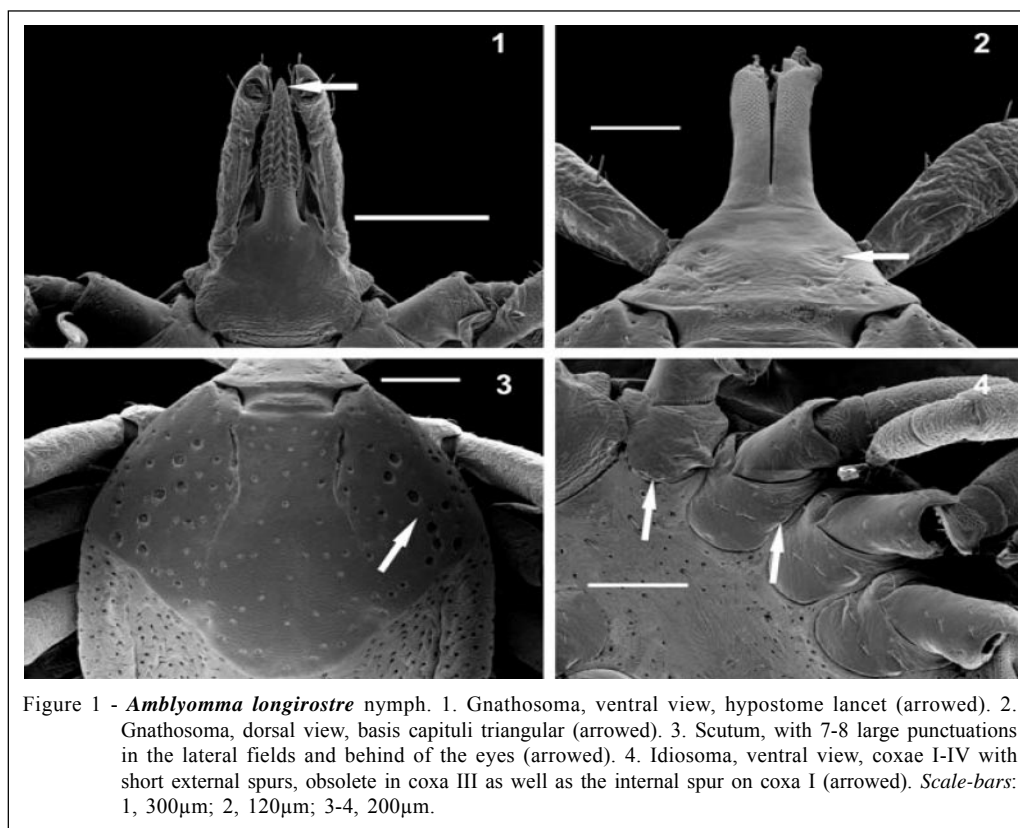 1
2
3
4
Figure 1 - Amblyomma longirostre nymph. 1. Gnathosoma, ventral view, hypostome lancet (arrowed). 2.
Gnathosoma, dorsal view, basis capituli triangular (arrowed). 3. Scutum, with 7-8 large punctuations
in the lateral fields and behind of the eyes (arrowed). 4. Idiosoma, ventral view, coxae I-IV with
short external spurs, obsolete in coxa III as well as the internal spur on coxa I (arrowed). Scale-bars:
1, 300µm; 2, 120µm; 3-4, 200µm.